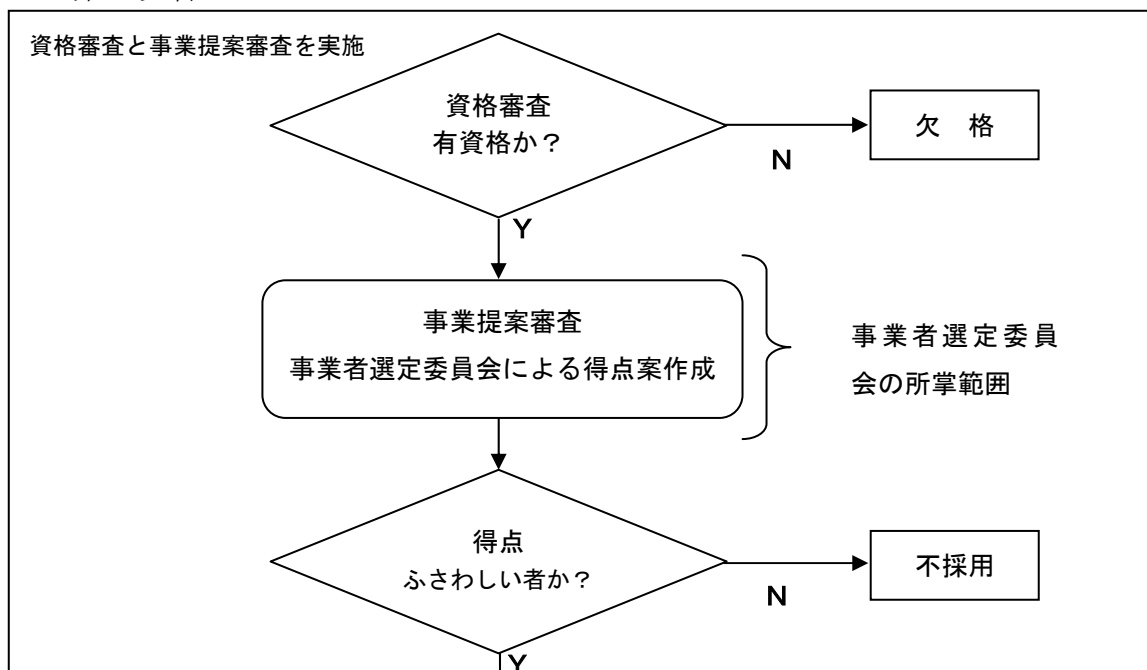 資格審査と事業提案審査を実施
資格審査
有資格か？
欠　格
N
Y
事業提案審査
事業者選定委員会による得点案作成
事業者選定委員
会の所掌範囲
得点
ふさわしい者か？
不採用
N
Y